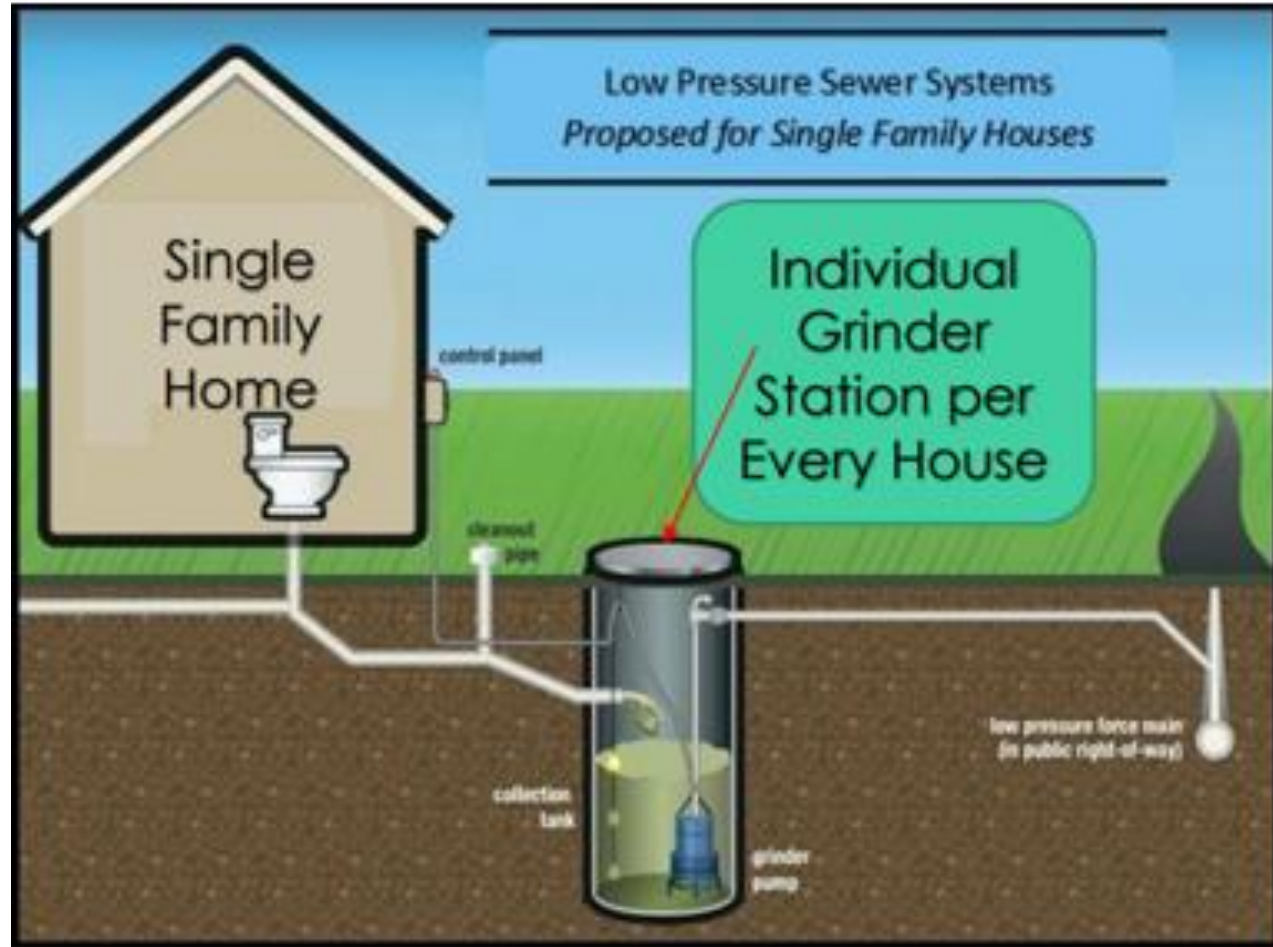 Low Pressure Sewer Systems
Proposed for Single Family Houses
Single
Family
Home
control panel
Individual
Grinder
Station per
Every House
cleanout
pipe
low pressure force main
(in public right-of-way)
collection
tank
grinder
pump